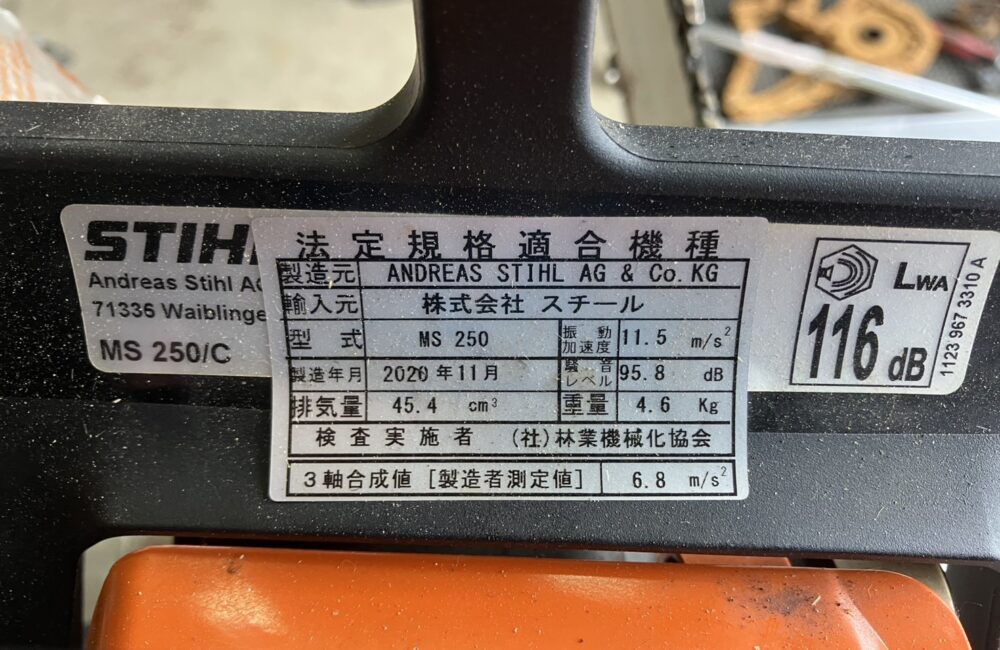 STIHL
Andreas Stihl AG
71336 Waiblinge
MS 250/C
法定規格適合機種
製造元 ANDREAS STIHL AG & Co. KG
輸入元 株式会社 スチール
型式 MS 250 振動加速度 11.5 m/s²
製造年月 2020年11月 騒音レベル 95.8 dB
排気量 45.4 cm³ 重量 4.6 Kg
検査実施者 (社)林業機械化協会
3軸合成値 [製造者測定値] 6.8 m/s²
LWA
116 dB
1123 967 3310 A